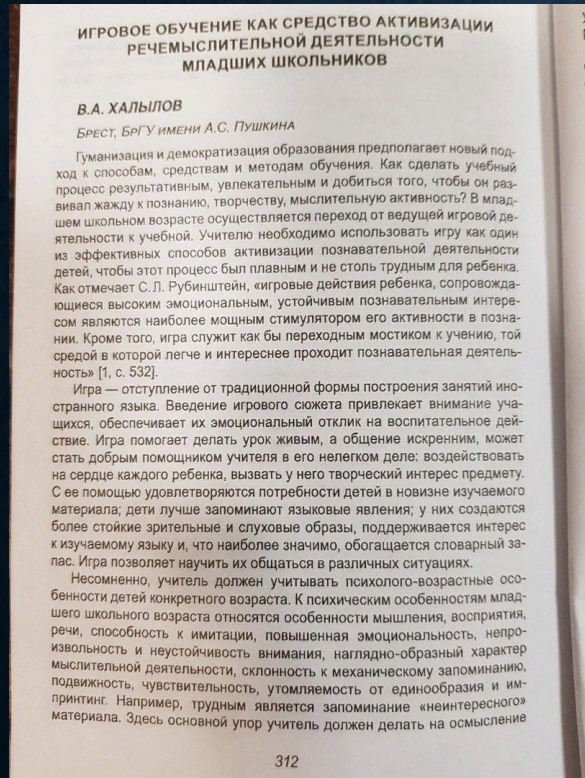 ИГРОВОЕ ОБУЧЕНИЕ КАК СРЕДСТВО АКТИВИЗАЦИИ
РЕЧЕМЫСЛИТЕЛЬНОЙ ДЕЯТЕЛЬНОСТИ
МЛАДШИХ ШКОЛЬНИКОВ
В.А. ХАЛЫЛОВ
БРЕСТ, БРГУ ИМЕНИ А.С. ПУШКИНА
Гуманизация и демократизация образования предполагает новый под-
ход к способам, средствам и методам обучения. Как сделать учебный
процесс результативным, увлекательным и добиться того, чтобы он раз-
вивал жажду к познанию, творчеству, мыслительную активность? В млад-
шем школьном возрасте осуществляется переход от ведущей игровой де-
ятельности к учебной. Учителю необходимо использовать игру как один
из эффективных способов активизации познавательной деятельности
детей, чтобы этот процесс был плавным и не столь трудным для ребенка.
Как отмечает С.Л. Рубинштейн, «игровые действия ребенка, сопровожда-
ющиеся высоким эмоциональным, устойчивым познавательным интере-
сом являются наиболее мощным стимулятором его активности в позна-
нии. Кроме того, игра служит как бы переходным мостиком к учению, той
средой в которой легче и интереснее проходит познавательная деятель-
ность» [1, с. 532].
Игра — отступление от традиционной формы построения занятий ино-
странного языка. Введение игрового сюжета привлекает внимание уча-
щихся, обеспечивает их эмоциональный отклик на воспитательное дей-
ствие. Игра помогает делать урок живым, а общение искренним, может
стать добрым помощником учителя в его нелегком деле: воздействовать
на сердце каждого ребенка, вызвать у него творческий интерес предмету.
С ее помощью удовлетворяются потребности детей в новизне изучаемого
материала; дети лучше запоминают языковые явления; у них создаются
более стойкие зрительные и слуховые образы, поддерживается интерес
к изучаемому языку и, что наиболее значимо, обогащается словарный за-
пас. Игра позволяет научить их общаться в различных ситуациях.
Несомненно, учитель должен учитывать психолого-возрастные осо-
бенности детей конкретного возраста. К психическим особенностям млад-
шего школьного возраста относятся особенности мышления, восприятия,
речи, способность к имитации, повышенная эмоциональность, непро-
извольность и неустойчивость внимания, наглядно-образный характер
мыслительной деятельности, склонность к механическому запоминанию,
подвижность, чувствительность, утомляемость от единообразия и им-
принтинг. Например, трудным является запоминание «неинтересного»
материала. Здесь основной упор учитель должен делать на осмысление
312